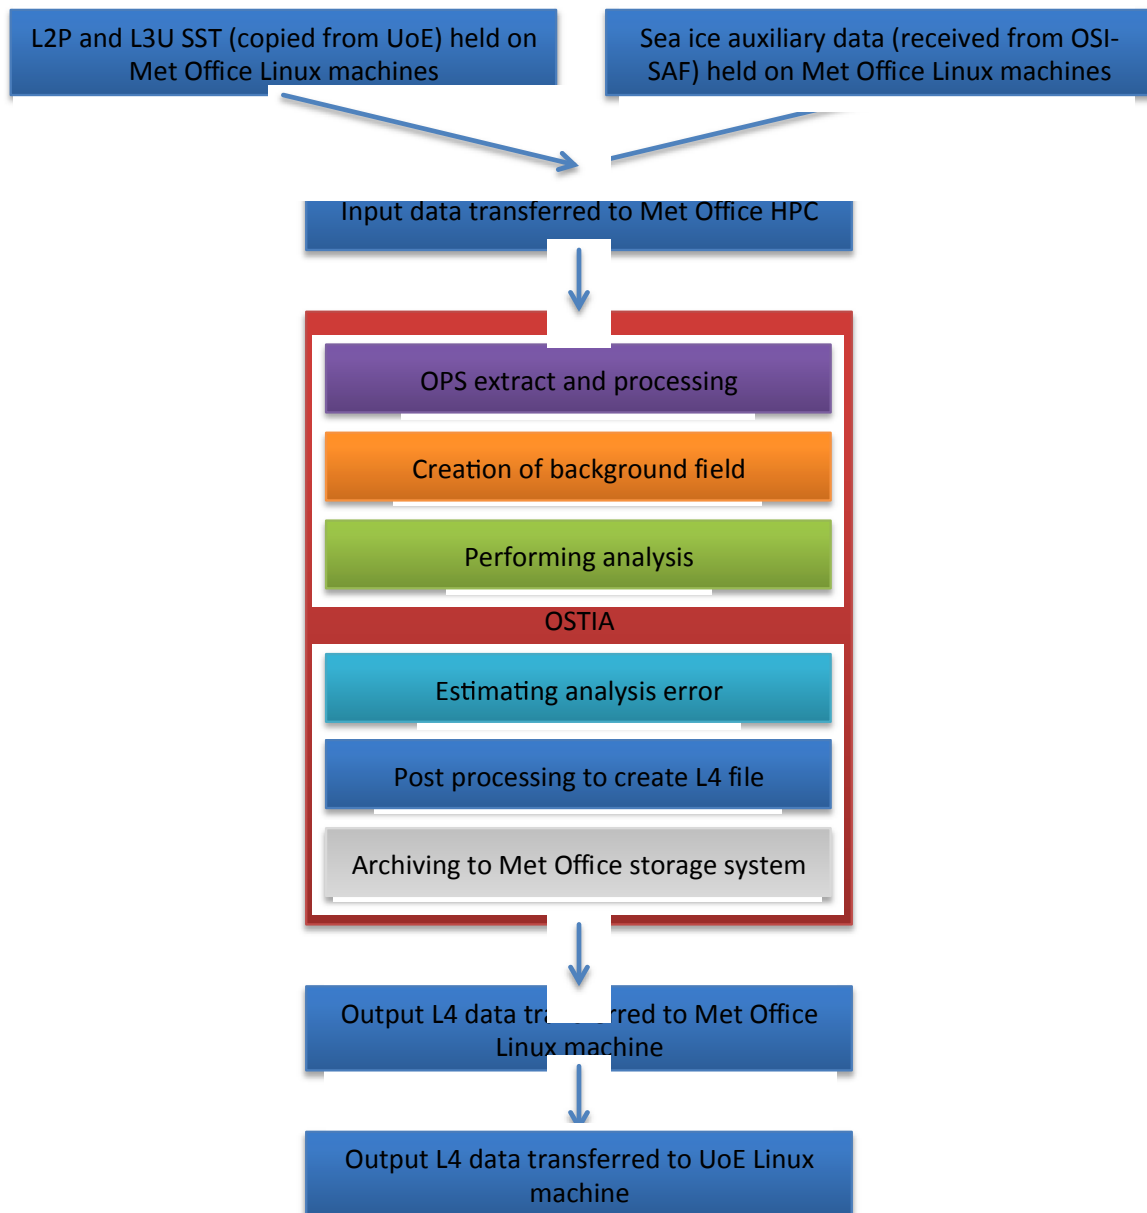 L2P and L3U SST (copied from UoE) held on
Met Office Linux machines
Sea ice auxiliary data (received from OSI-
SAF) held on Met Office Linux machines
Input data transferred to Met Office HPC
OPS extract and processing
Creation of background field
Performing analysis
OSTIA
Estimating analysis error
Post processing to create L4 file
Archiving to Met Office storage system
Output L4 data transferred to Met Office
Linux machine
Output L4 data transferred to UoE Linux
machine